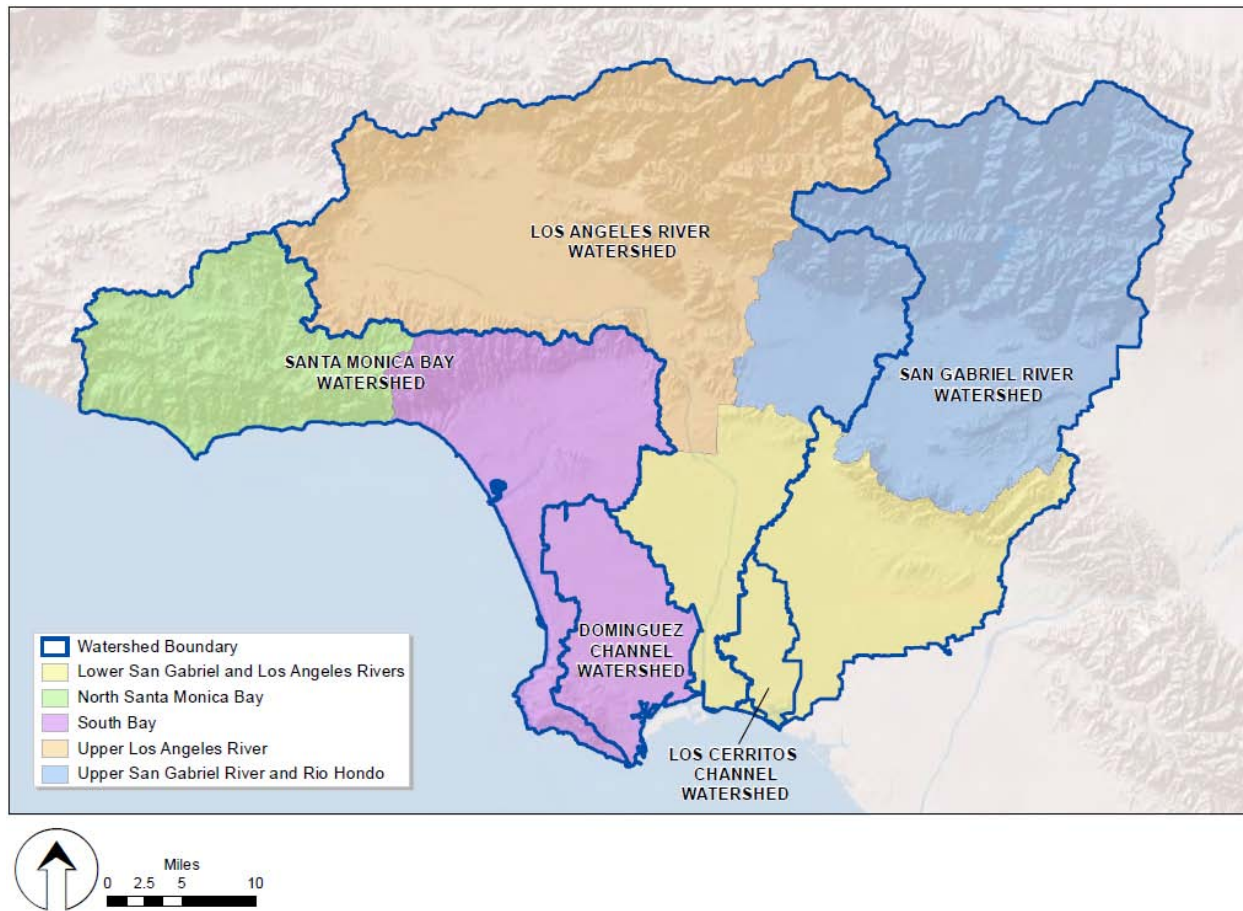 LOS ANGELES RIVER
WATERSHED
SANTA MONICA BAY
WATERSHED
SAN GABRIEL RIVER
WATERSHED
DOMINGUEZ
CHANNEL
WATERSHED
LOS CERRITOS
CHANNEL
WATERSHED
Watershed Boundary
Lower San Gabriel and Los Angeles Rivers
North Santa Monica Bay
South Bay
Upper Los Angeles River
Upper San Gabriel River and Rio Hondo
Miles
0 2.5 5 10